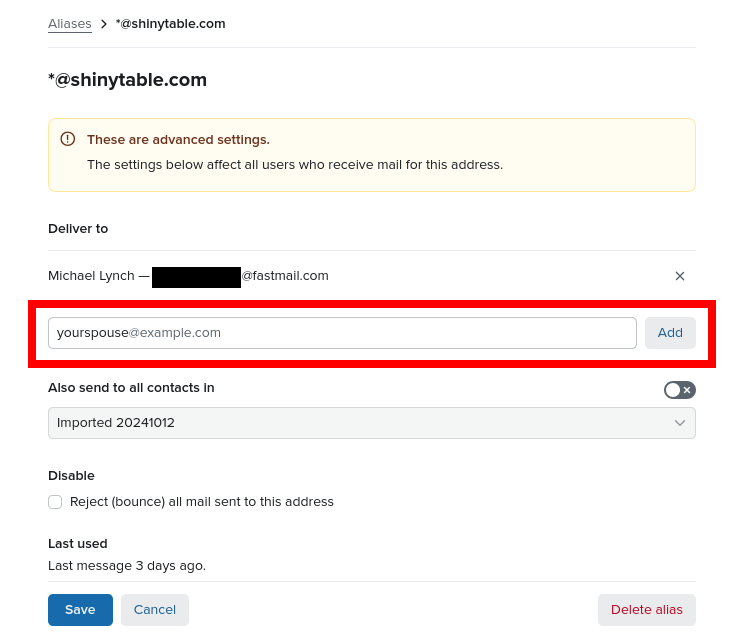 Aliases > *@shinytable.com
*@shinytable.com
These are advanced settings.
The settings below affect all users who receive mail for this address.
Deliver to
Michael Lynch — @fastmail.com
yourspouse@example.com
Add
Also send to all contacts in
Imported 20241012
Disable
Reject (bounce) all mail sent to this address
Last used
Last message 3 days ago.
Save Cancel Delete alias